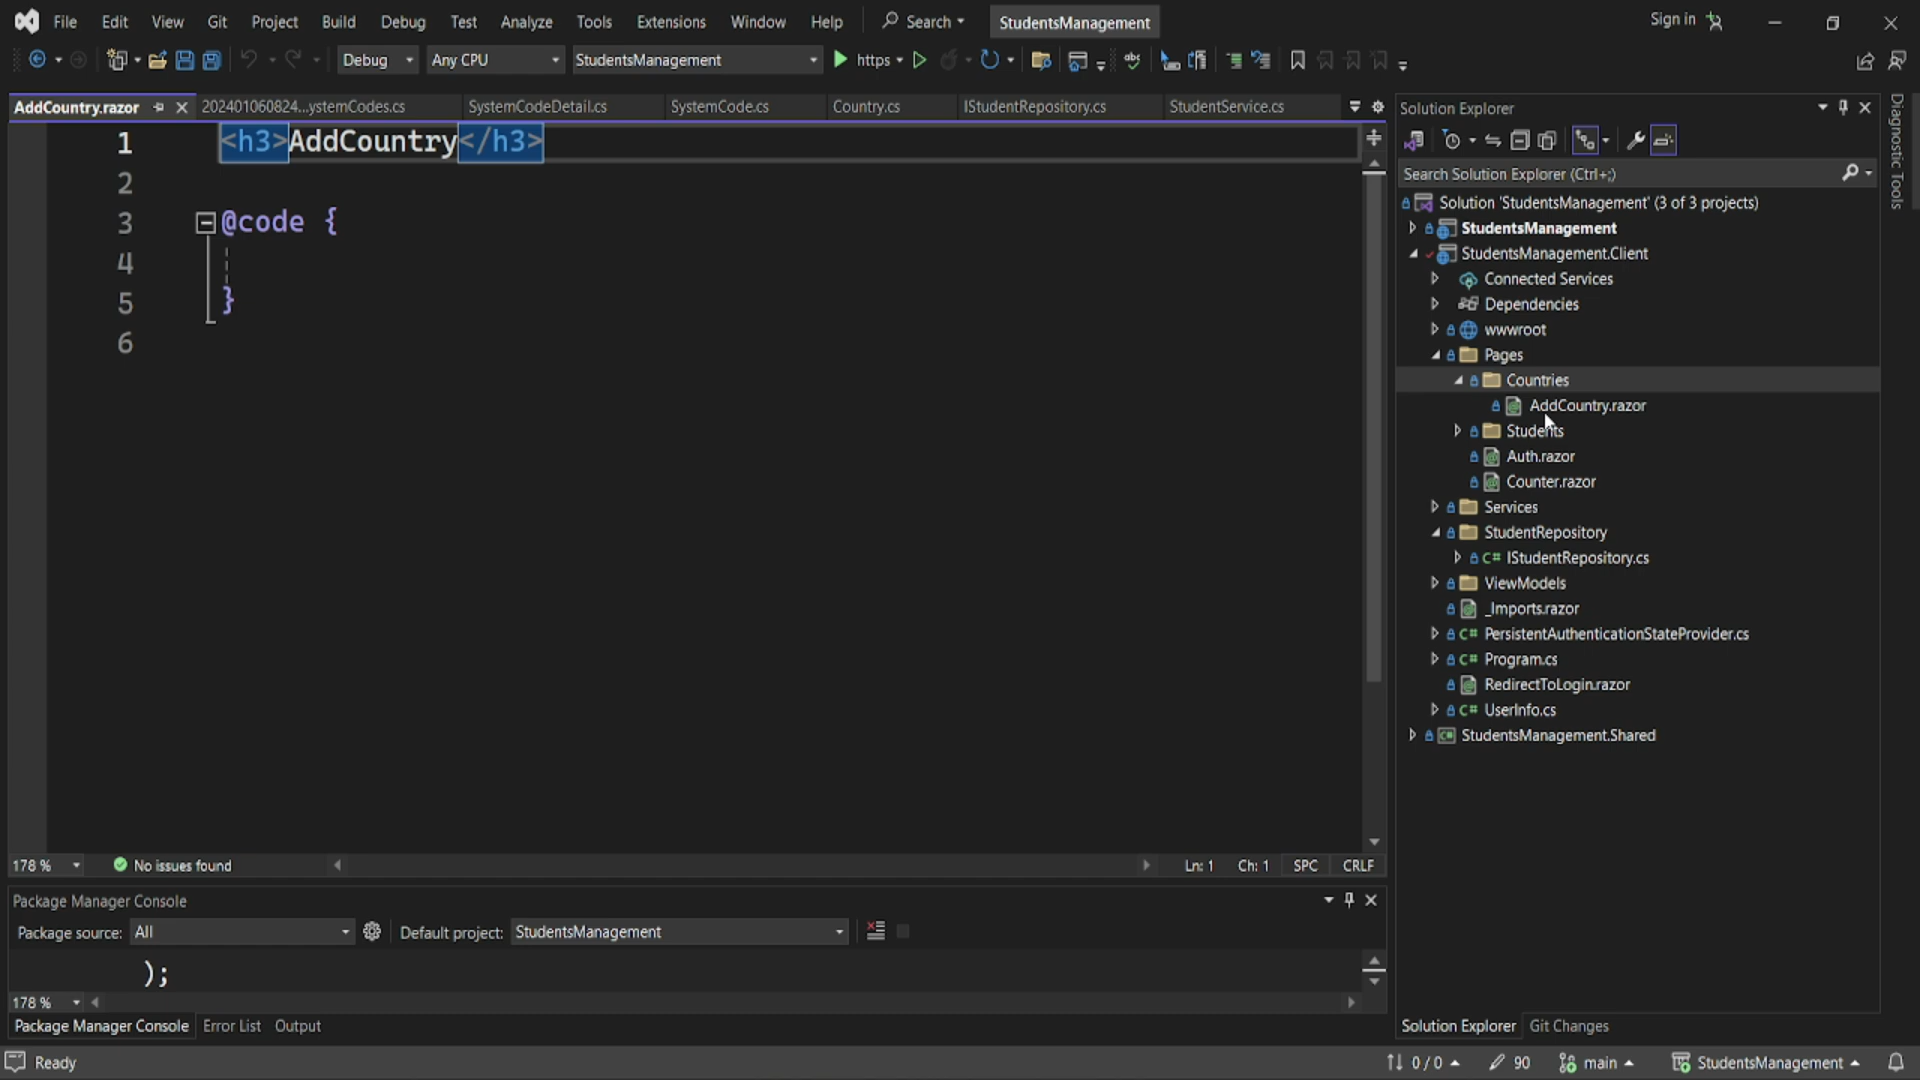 File Edit View Git Project Build Debug Test Analyze Tools Extensions Window Help Search StudentsManagement Sign in
Debug Any CPU StudentsManagement https abc
AddCountry.razor 202401060824...ystemCodes.cs SystemCodeDetail.cs SystemCode.cs Country.cs IStudentRepository.cs StudentService.cs
1 <h3>AddCountry</h3>
2
3 @code {
4
5 }
6
178 % No issues found Ln: 1 Ch: 1 SPC CRLF
Package Manager Console
Package source: All Default project: StudentsManagement
);
178 %
Package Manager Console Error List Output
Solution Explorer
Search Solution Explorer (Ctrl+;)
Solution 'StudentsManagement' (3 of 3 projects)
StudentsManagement
StudentsManagement.Client
Connected Services
Dependencies
wwwroot
Pages
Countries
AddCountry.razor
Students
Auth.razor
Counter.razor
Services
StudentRepository
C# IStudentRepository.cs
ViewModels
_Imports.razor
C# PersistentAuthenticationStateProvider.cs
C# Program.cs
RedirectToLogin.razor
C# UserInfo.cs
C# StudentsManagement.Shared
Solution Explorer Git Changes
Diagnostic Tools
Ready 0 / 0 90 main StudentsManagement